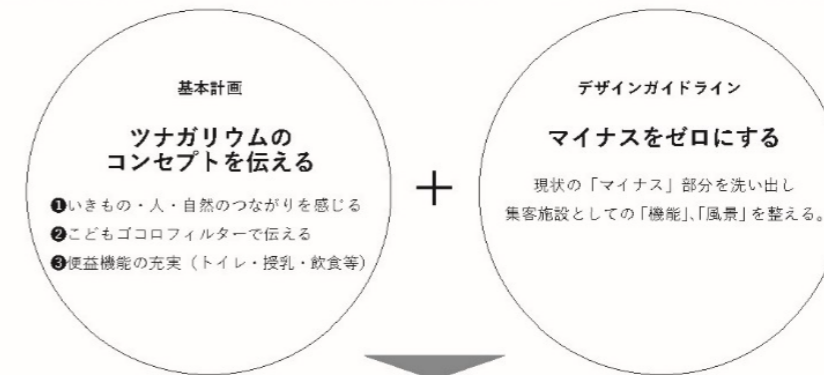 基本計画
ツナガリウムの
コンセプトを伝える
❶いきもの・人・自然のつながりを感じる
❷こどもゴコロフィルターで伝える
❸便益機能の充実（トイレ・授乳・飲食等)
+
デザインガイドライン
マイナスをゼロにする
現状の「マイナス」部分を洗い出し
集客施設としての「機能」、「風景」を整える。